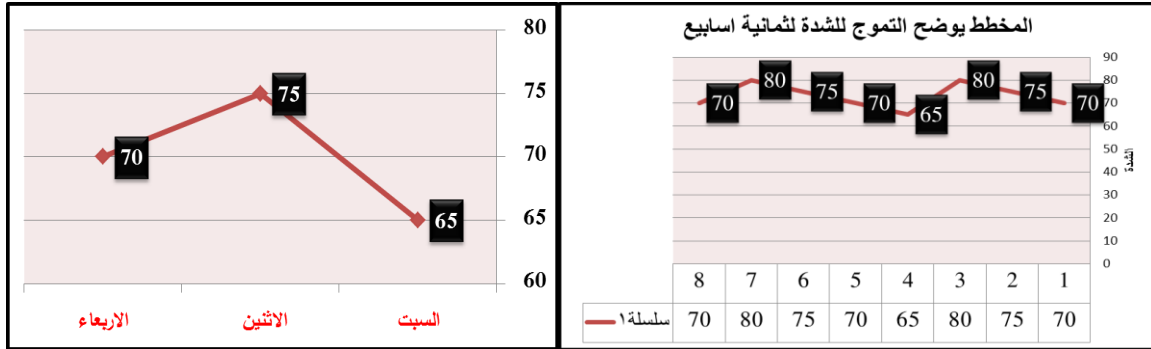 المخطط يوضح التموج للشدة لثمانية اسابيع
90
80
70
60
50
40
30
20
10
0
الشدة
70 75 80 65 70 75 80 70
1 2 3 4 5 6 7 8
70 75 80 65 70 75 80 70 سلسلة١
80
75
70
65
60
65 75 70
السبت الاثنين الاربعاء